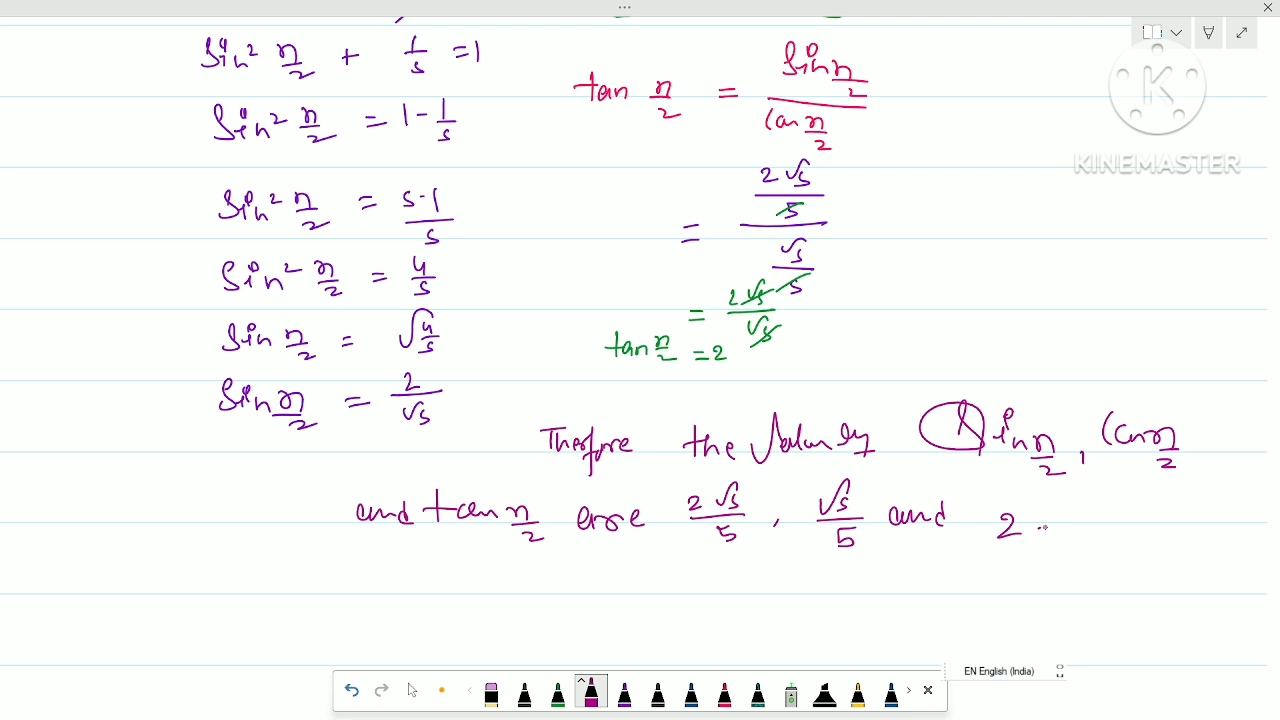 sin² x/2 + 1/5 = 1
sin² x/2 = 1 - 1/5
sin² x/2 = 5-1/5
sin² x/2 = 4/5
sin x/2 = √4/5
sin x/2 = 2/√5
tan x/2 = sin x/2 / cos x/2
= 2√5/5 / √5/5
= 2√5/√5
tan x/2 = 2
Therefore the values of sin x/2, cos x/2
and tan x/2 are 2√5/5, √5/5 and 2.
KINEMASTER
EN English (India)